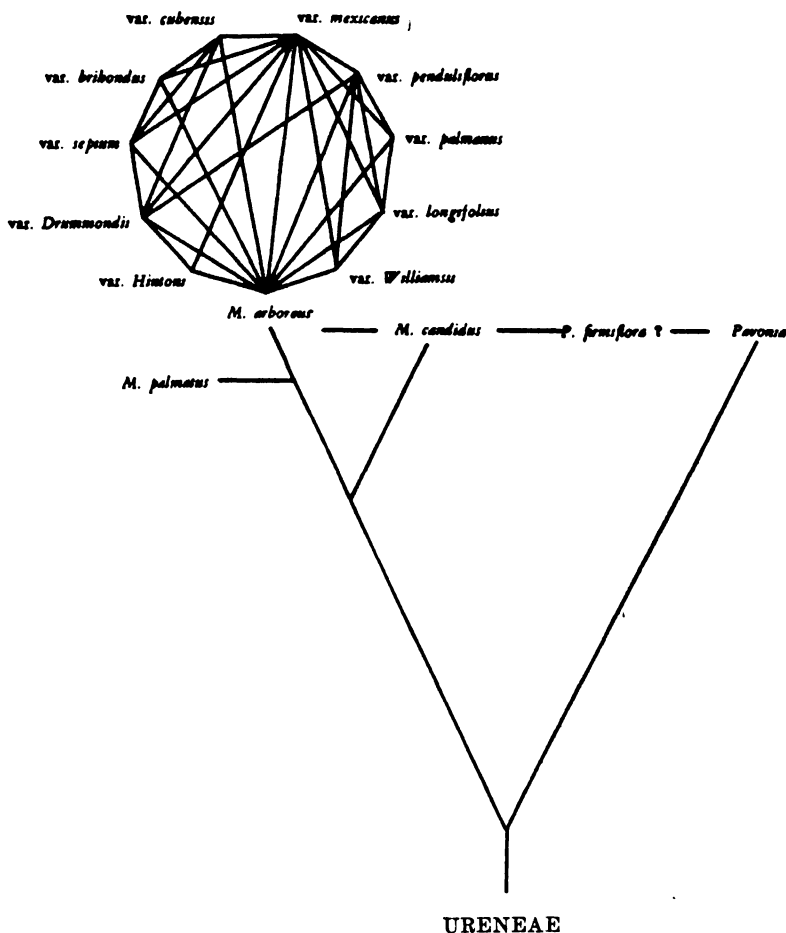 var. cubensis
var. mexicanus
var. brihondus
var. penduliflorus
var. sepium
var. palmanus
var. Drummondii
var. longifolius
var. Hintoni
var. Williamsii
M. arboreus
M. candidus
P. firmiflora ?
Pavonia
M. palmatus
URENEAE